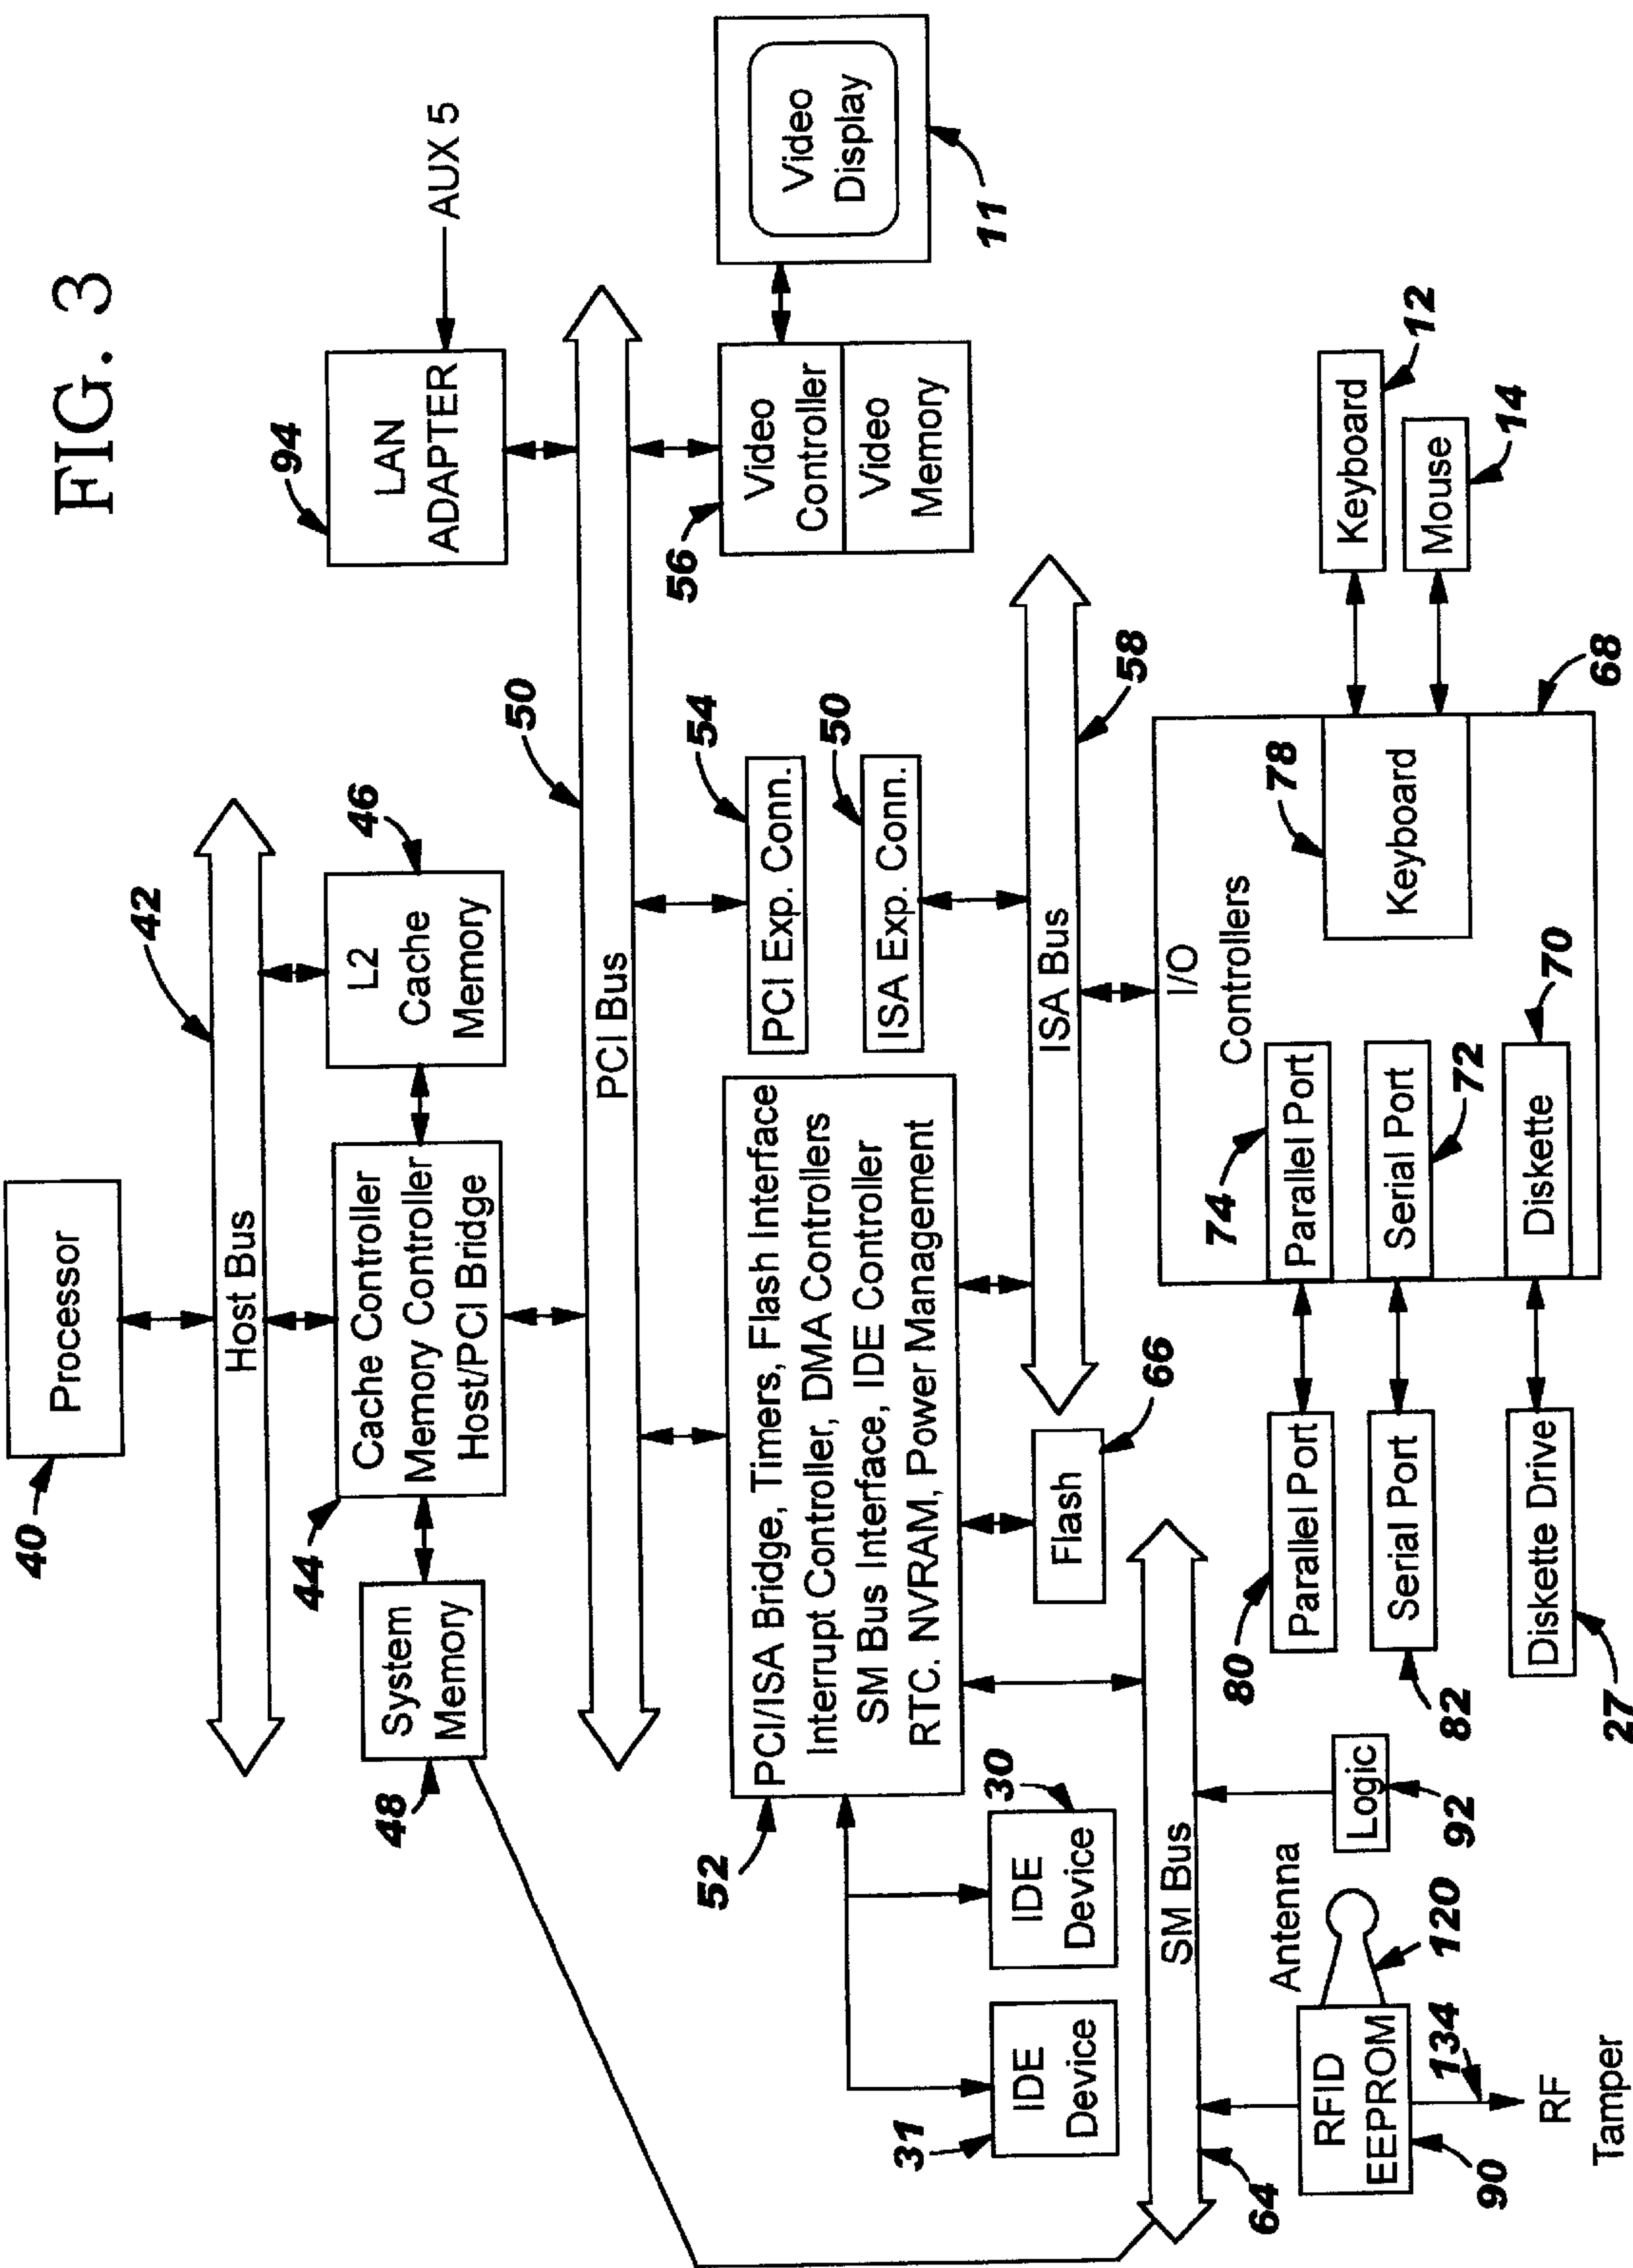 FIG. 3
40
Processor
42
Host Bus
44
Cache Controller
Memory Controller
Host/PCI Bridge
46
L2
Cache
Memory
48
System
Memory
94
LAN
ADAPTER
AUX 5
50
PCI Bus
52
PCI/ISA Bridge, Timers, Flash Interface
Interrupt Controller, DMA Controllers
SM Bus Interface, IDE Controller
RTC. NVRAM, Power Management
54
PCI Exp. Conn.
50
ISA Exp. Conn.
56
Video
Controller
Video
Memory
Video
Display
11
31
IDE
Device
30
IDE
Device
66
Flash
58
ISA Bus
SM Bus
64
RFID
EEPROM
90
Antenna
120
134
RF
Tamper
Logic
92
I/O
Controllers
68
74
Parallel Port
72
Serial Port
70
Diskette
78
Keyboard
80
Parallel Port
82
Serial Port
27
Diskette Drive
Keyboard
12
Mouse
14